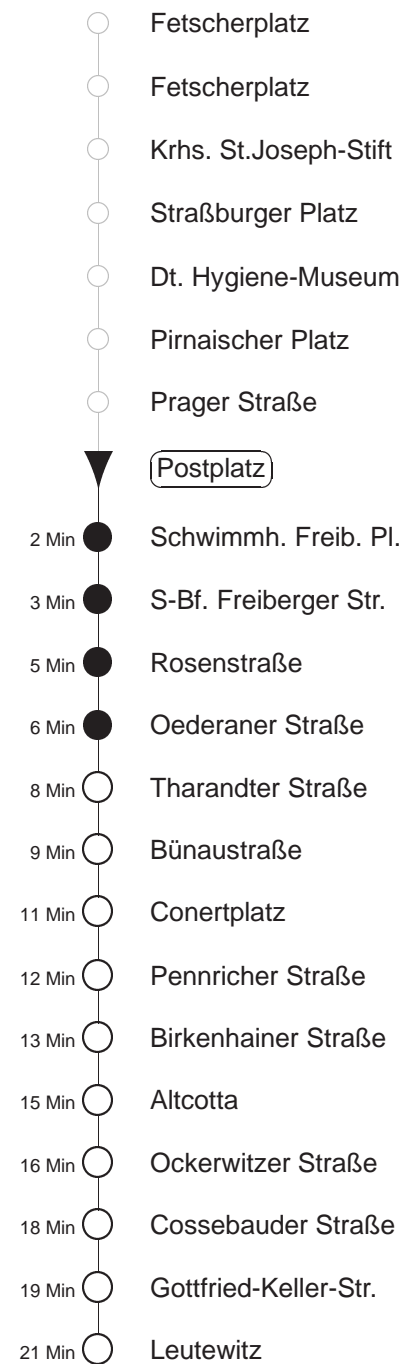 Fetscherplatz
Fetscherplatz
Krhs. St.Joseph-Stift
Straßburger Platz
Dt. Hygiene-Museum
Pirnaischer Platz
Prager Straße
Postplatz
2 Min Schwimmh. Freib. Pl.
3 Min S-Bf. Freiberger Str.
5 Min Rosenstraße
6 Min Oederaner Straße
8 Min Tharandter Straße
9 Min Bünaustraße
11 Min Conertplatz
12 Min Pennricher Straße
13 Min Birkenhainer Straße
15 Min Altcotta
16 Min Ockerwitzer Straße
18 Min Cossebauder Straße
19 Min Gottfried-Keller-Str.
21 Min Leutewitz